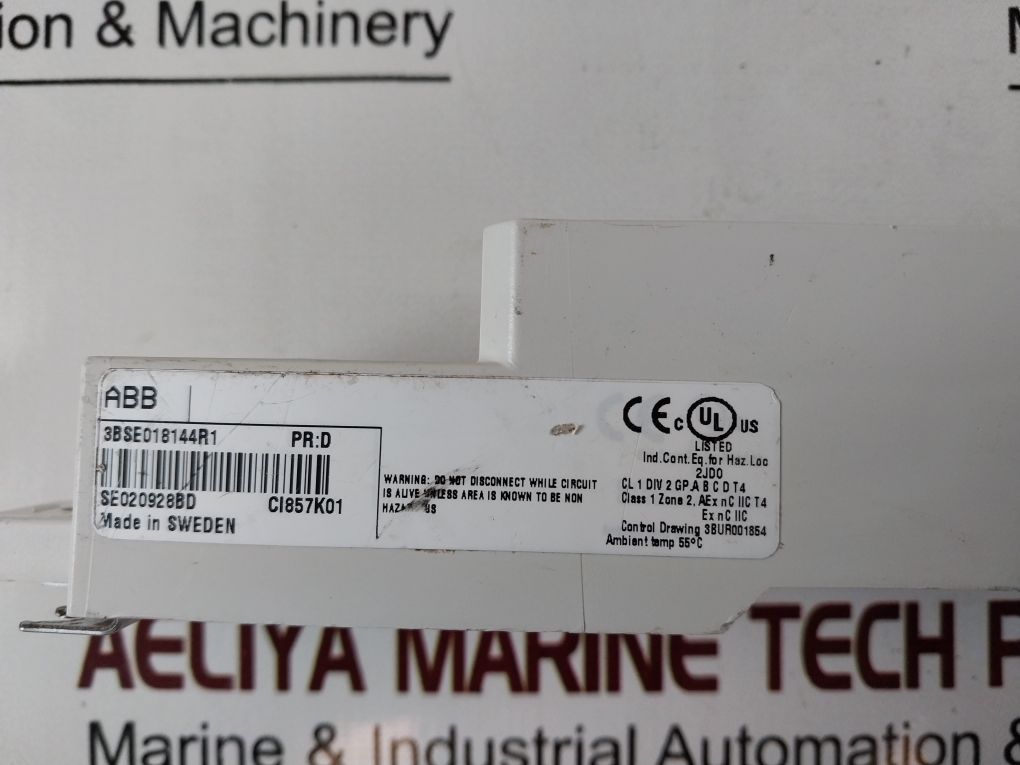 ion & Machinery
ABB
3BSE018144R1 PR:D
SE020928BD CI857K01
Made in SWEDEN
WARNING: DO NOT DISCONNECT WHILE CIRCUIT
IS ALIVE UNLESS AREA IS KNOWN TO BE NON
CE C UL US
LISTED
Ind.Cont.Eq.for Haz.Loc
2JD0
CL 1 DIV 2 GP.A B C D T4
Class 1 Zone 2, AEx nC IIC T4
Ex nC IIC
Control Drawing 3BUR001854
Ambient temp 55°C
AELIYA MARINE TECH
Marine & Industrial Automation &